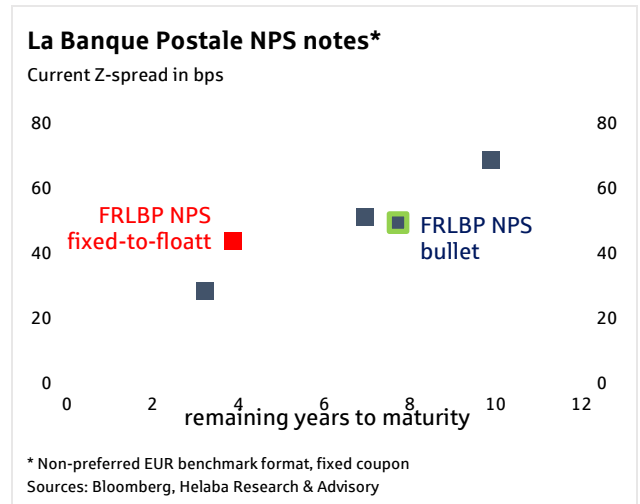 La Banque Postale NPS notes*
Current Z-spread in bps
80 80
60 60
FRLBP NPS
fixed-to-floatt
FRLBP NPS
bullet
40 40
20 20
0 0
0 2 4 6 8 10 12
remaining years to maturity
* Non-preferred EUR benchmark format, fixed coupon
Sources: Bloomberg, Helaba Research & Advisory